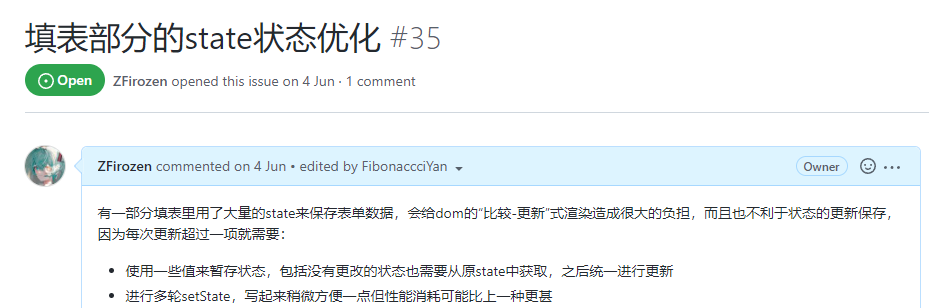 填表部分的state状态优化 #35
Open ZFirozen opened this issue on 4 Jun · 1 comment
ZFirozen commented on 4 Jun • edited by FibonaccciYan Owner
有一部分填表里用了大量的state来保存表单数据，会给dom的“比较-更新”式渲染造成很大的负担，而且也不利于状态的更新保存，
因为每次更新超过一项就需要：
• 使用一些值来暂存状态，包括没有更改的状态也需要从原state中获取，之后统一进行更新
• 进行多轮setState，写起来稍微方便一点但性能消耗可能比上一种更甚